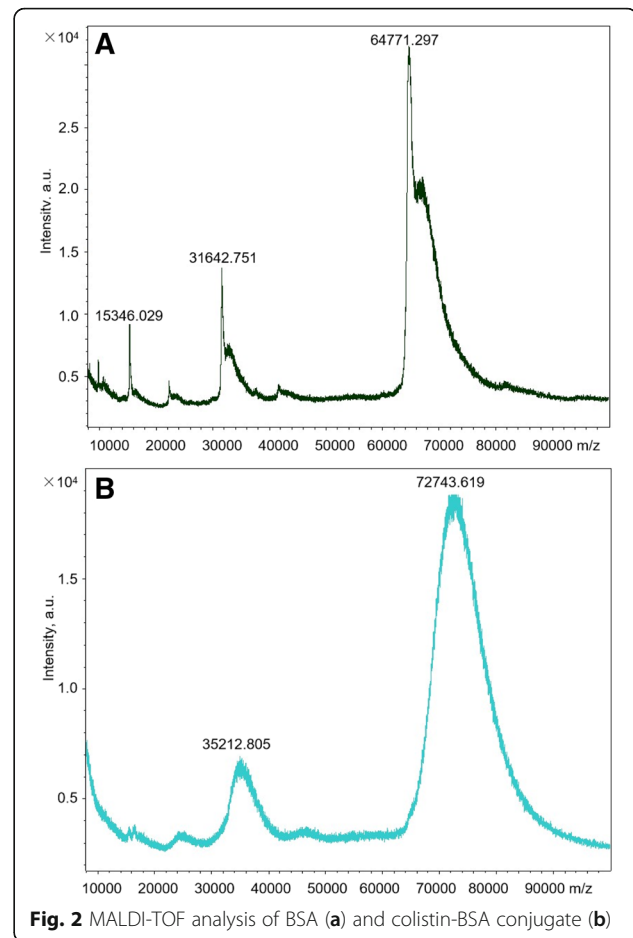 ×10⁴
A
64771.297
2.5
2.0
Intensity. a.u.
1.5
31642.751
15346.029
1.0
0.5
10000 20000 30000 40000 50000 60000 70000 80000 90000 m/z
×10⁴
B
72743.619
1.5
Intensity, a.u.
1.0
35212.805
0.5
10000 20000 30000 40000 50000 60000 70000 80000 90000 m/z
Fig. 2 MALDI-TOF analysis of BSA (a) and colistin-BSA conjugate (b)